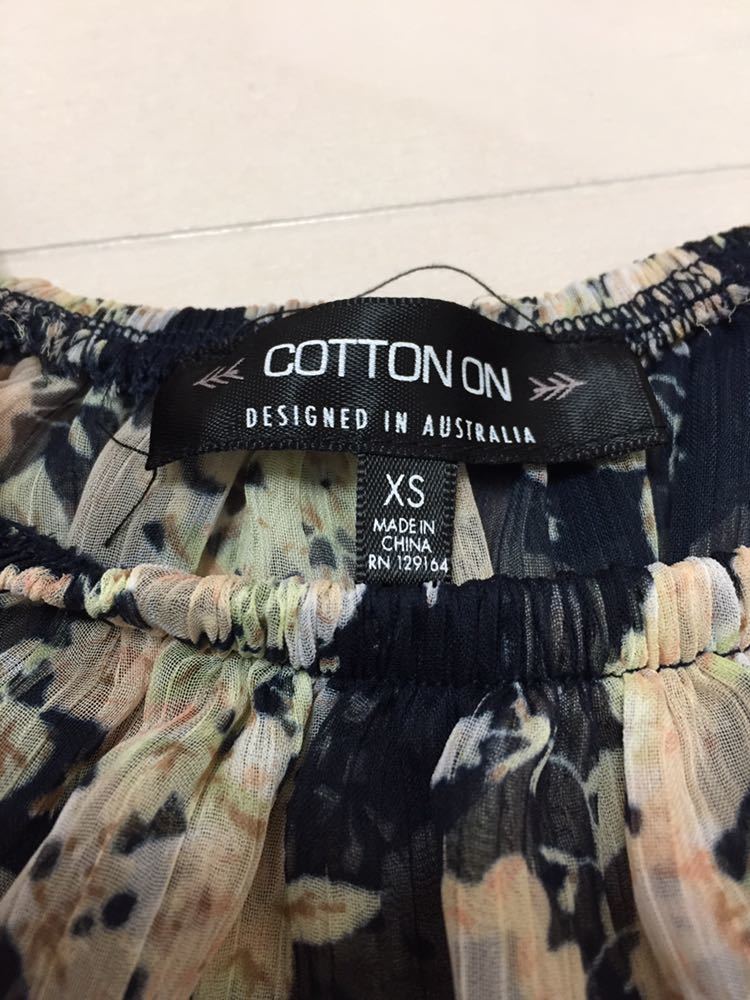 COTTON ON
DESIGNED IN AUSTRALIA
XS
MADE IN
CHINA
RN 129164